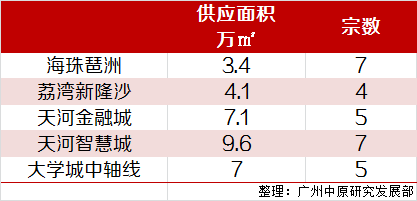 供应面积 宗数
万㎡
海珠琶洲 3.4 7
荔湾新隆沙 4.1 4
天河金融城 7.1 5
天河智慧城 9.6 7
大学城中轴线 7 5
整理：广州中原研究发展部